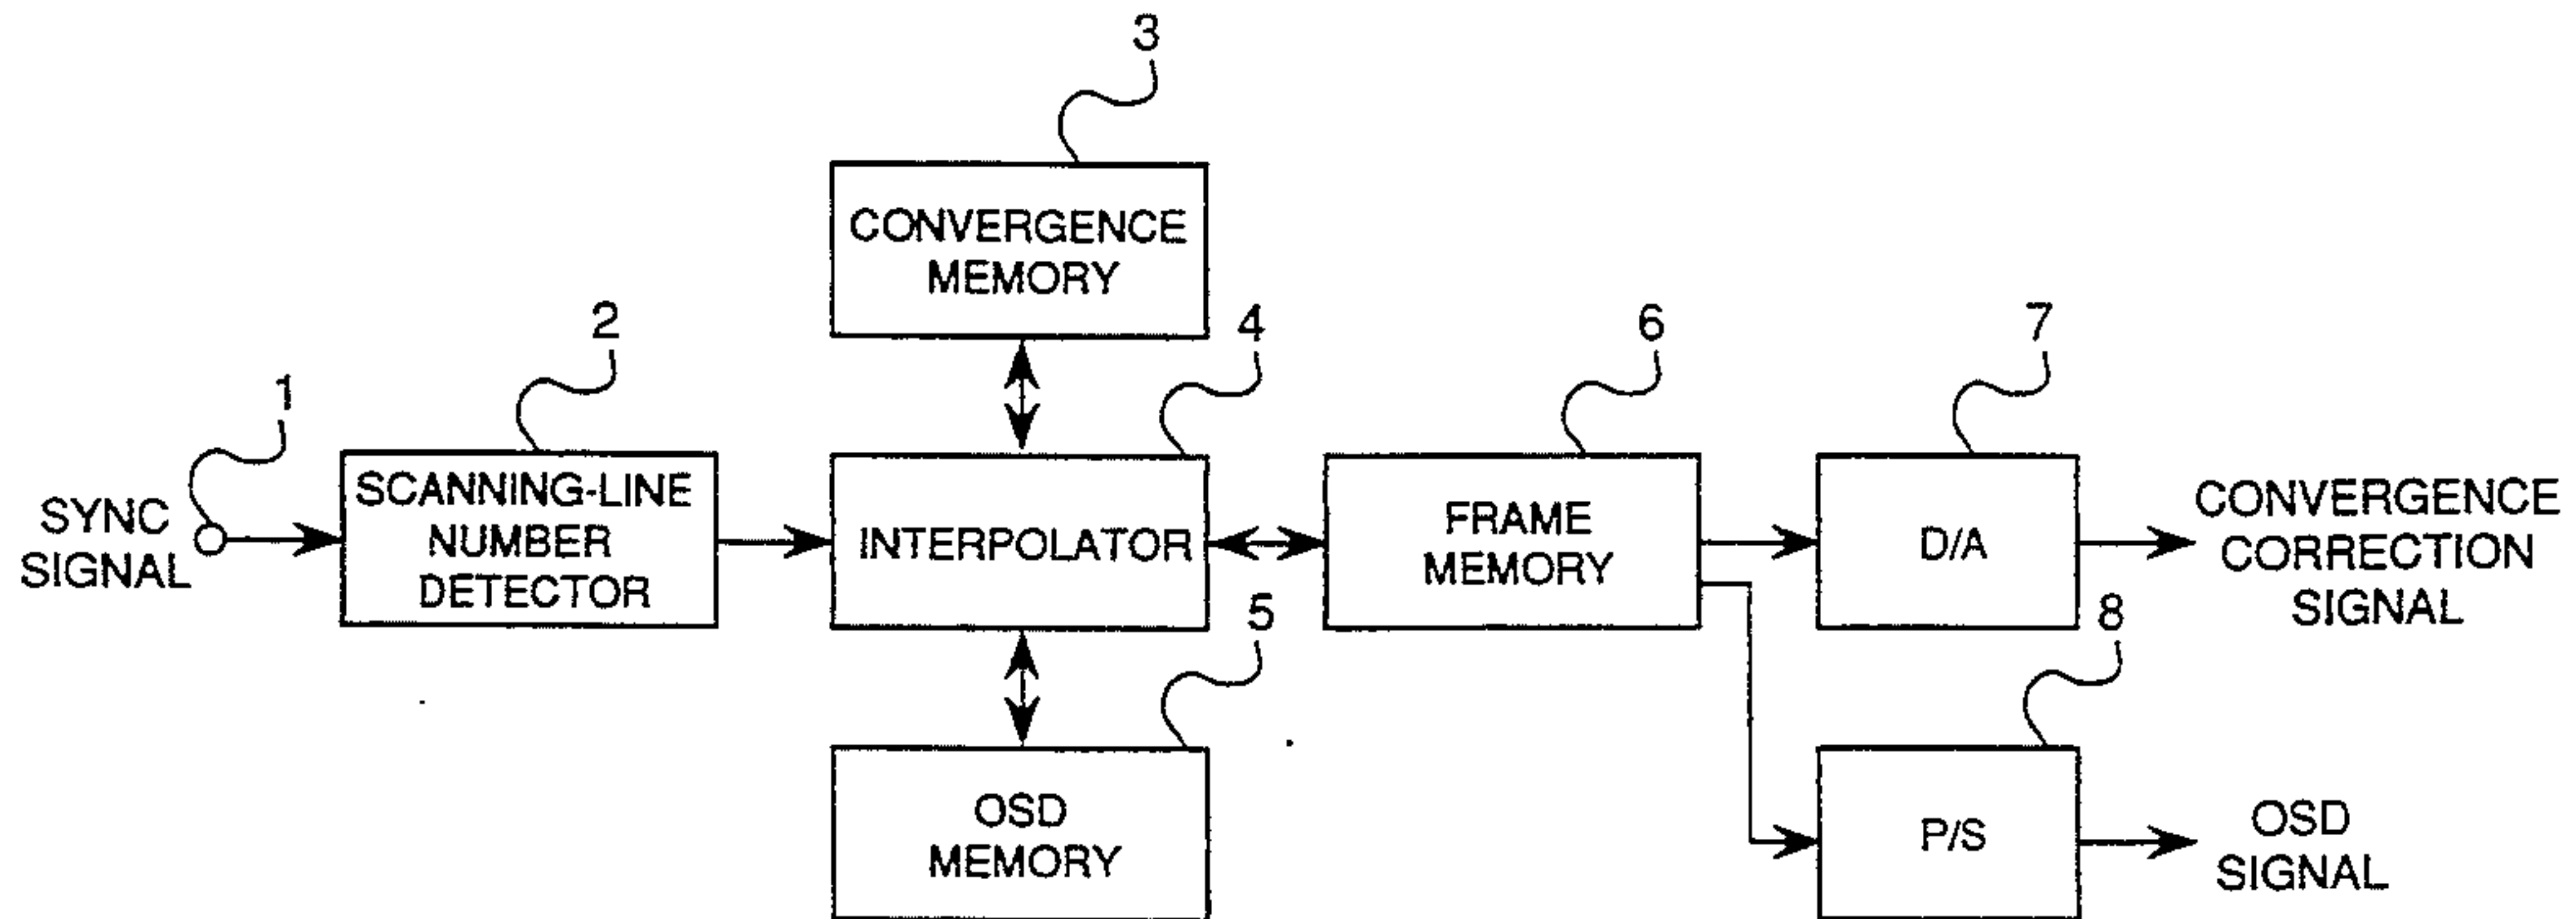 3
CONVERGENCE
MEMORY
1
2
4
6
7
SYNC
SIGNAL
SCANNING-LINE
NUMBER
DETECTOR
INTERPOLATOR
FRAME
MEMORY
D/A
CONVERGENCE
CORRECTION
SIGNAL
5
8
OSD
MEMORY
P/S
OSD
SIGNAL